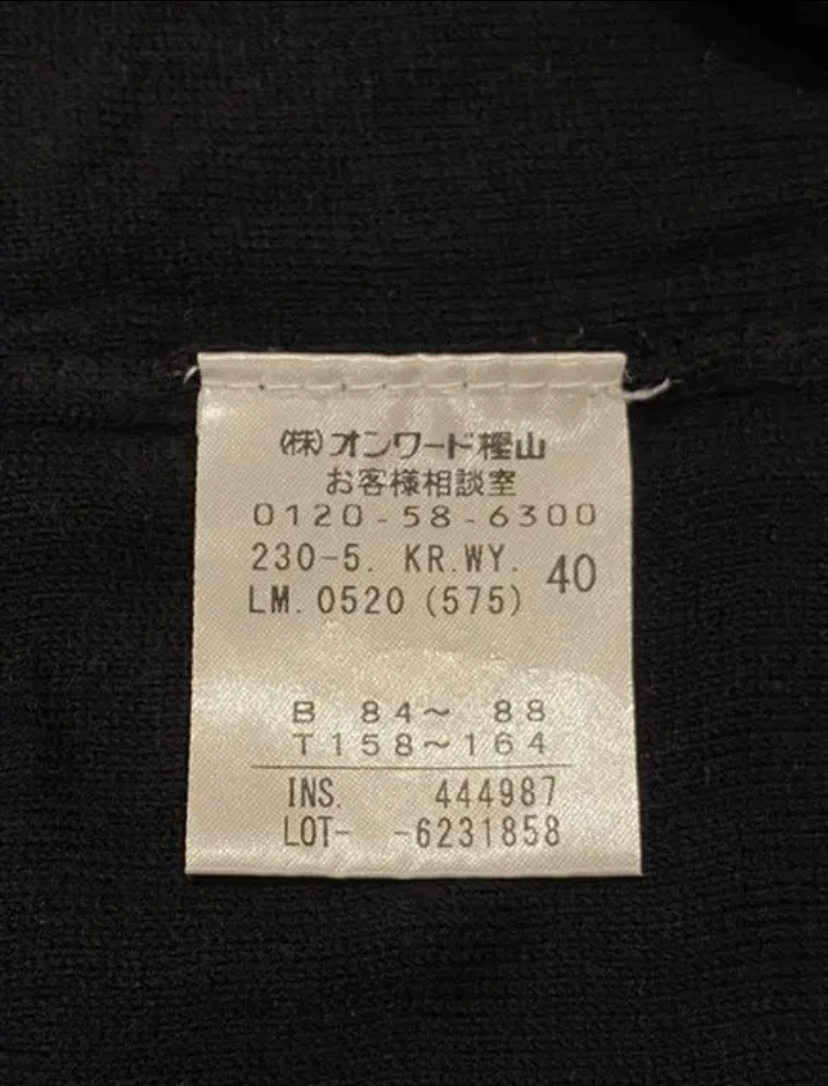 (株)オンワード樫山
お客様相談室
0120-58-6300
230-5. KR.WY. 40
LM.0520 (575)
B 84～ 88
T158～164
INS. 444987
LOT- -6231858